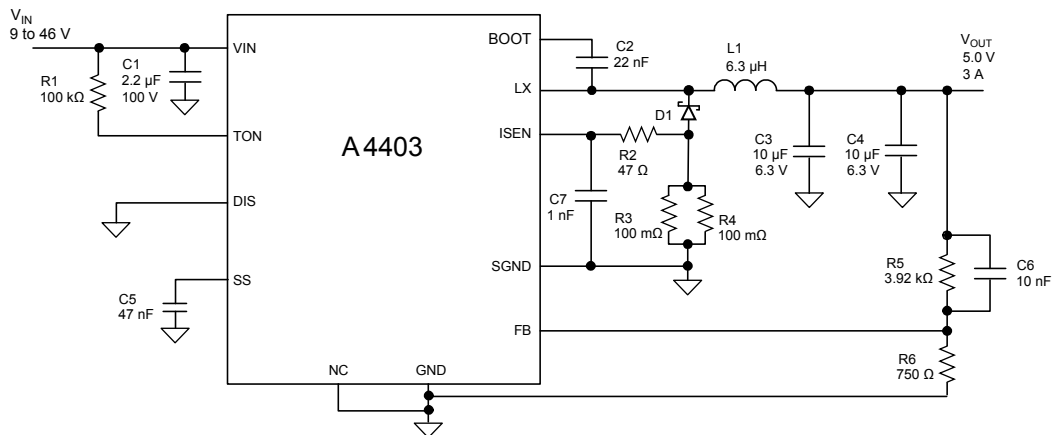 V_IN
9 to 46 V
R1
100 kΩ
C1
2.2 µF
100 V
VIN
TON
DIS
SS
C5
47 nF
A4403
NC
GND
BOOT
LX
ISEN
SGND
FB
C2
22 nF
L1
6.3 µH
V_OUT
5.0 V
3 A
D1
R2
47 Ω
C7
1 nF
R3
100 mΩ
R4
100 mΩ
C3
10 µF
6.3 V
C4
10 µF
6.3 V
R5
3.92 kΩ
C6
10 nF
R6
750 Ω